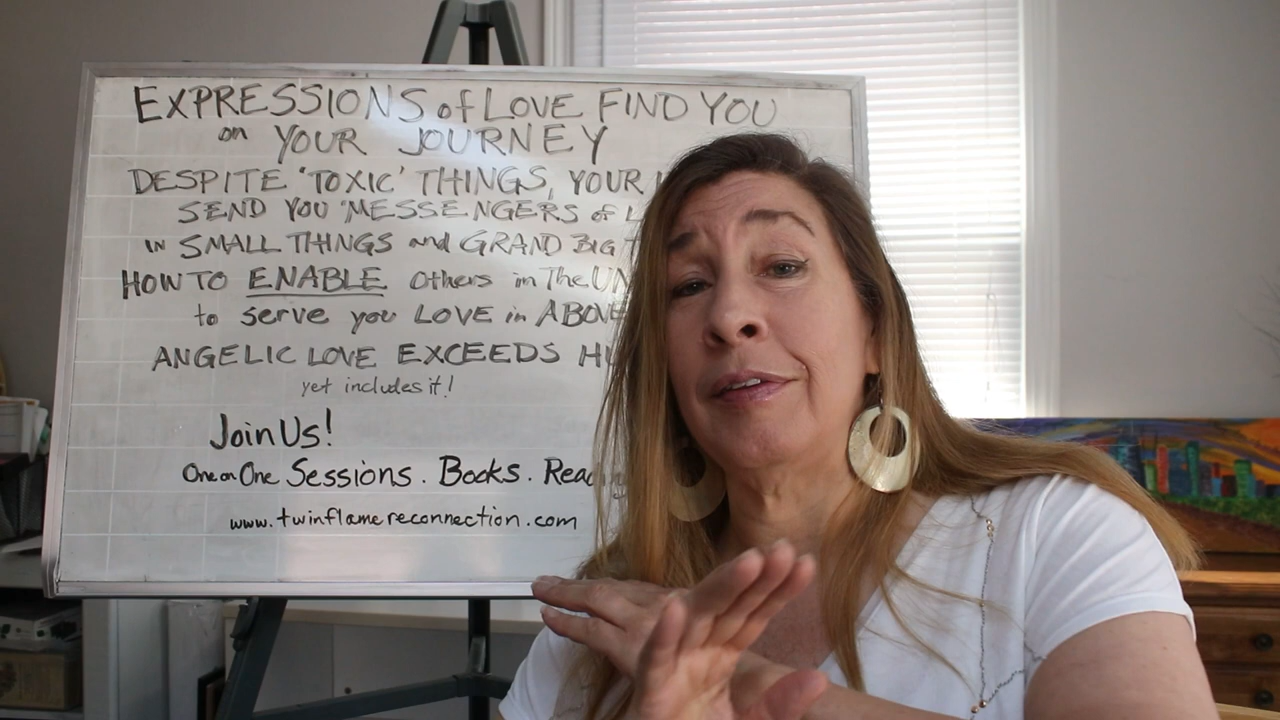 EXPRESSIONS of LOVE FIND YOU
on YOUR JOURNEY
DESPITE 'TOXIC' THINGS, YOUR
SEND YOU 'MESSENGERS of
in SMALL THINGS and GRAND BIG
HOW TO ENABLE Others in The
to serve you LOVE in ABOVE
ANGELIC LOVE EXCEEDS
yet includes it!
Join Us!
One on One Sessions. Books.
www.twinflamereconnection.com